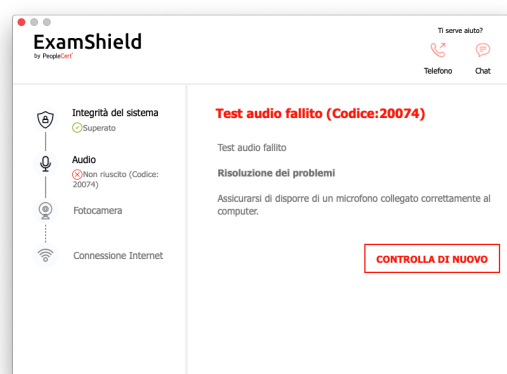 ExamShield
by PeopleCert
Ti serve aiuto?
Telefono
Chat
Integrità del sistema
Superato
Audio
Non riuscito (Codice:
20074)
Fotocamera
Connessione Internet
Test audio fallito (Codice:20074)
Test audio fallito
Risoluzione dei problemi
Assicurarsi di disporre di un microfono collegato correttamente al
computer.
CONTROLLA DI NUOVO